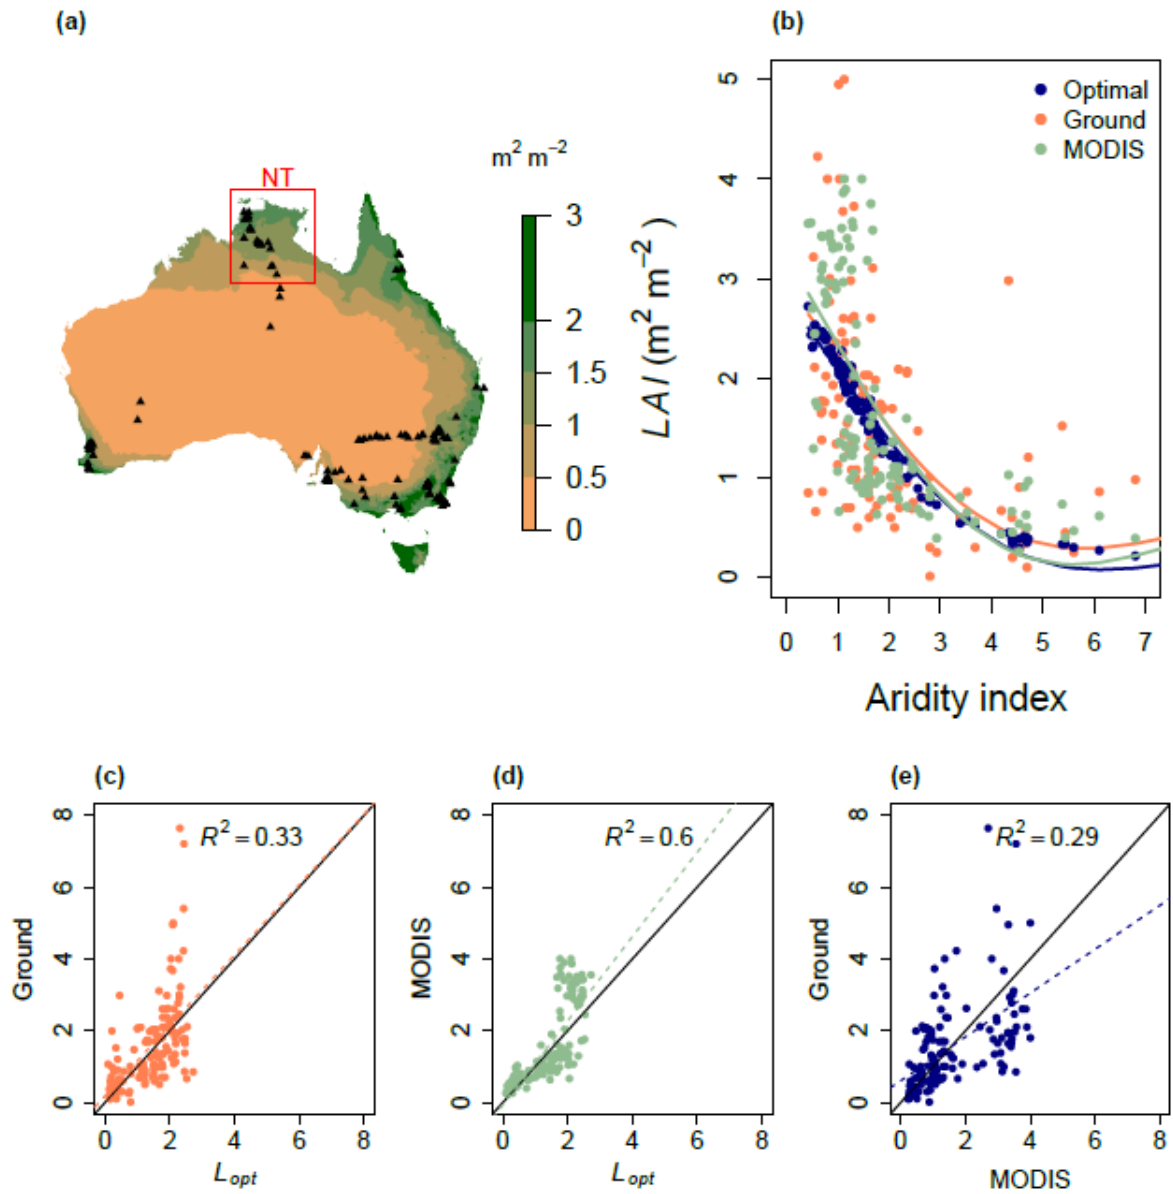 (a)
NT
m² m⁻²
3
2
1.5
1
0.5
0
(b)
Optimal
Ground
MODIS
LAI (m² m⁻²)
5
4
3
2
1
0
0 1 2 3 4 5 6 7
Aridity index
(c)
R² = 0.33
Ground
8
6
4
2
0
0 2 4 6 8
L_opt
(d)
R² = 0.6
MODIS
8
6
4
2
0
0 2 4 6 8
L_opt
(e)
R² = 0.29
Ground
8
6
4
2
0
0 2 4 6 8
MODIS